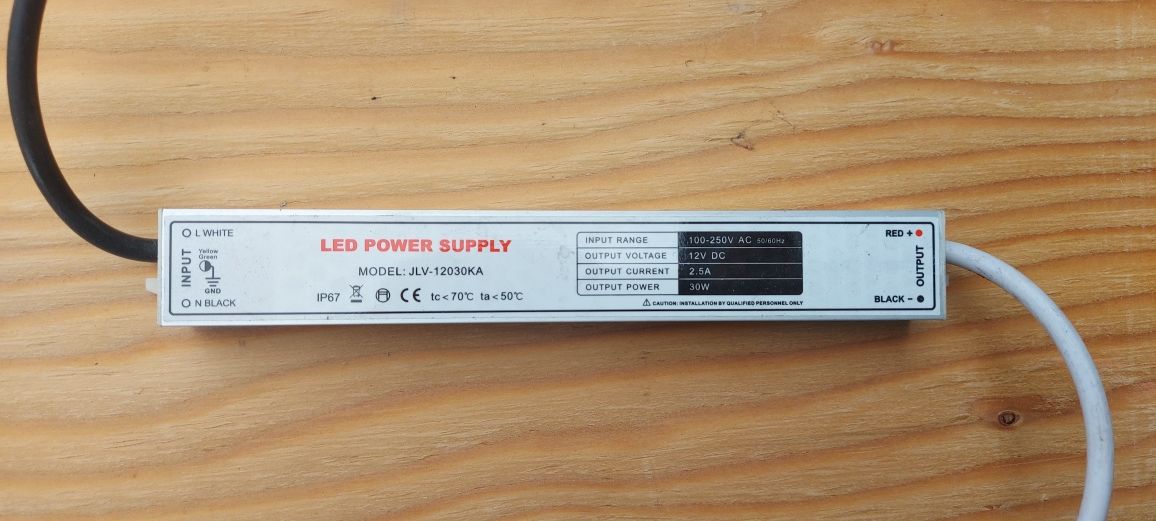 L WHITE
INPUT
Yellow
Green
GND
N BLACK
LED POWER SUPPLY
MODEL: JLV-12030KA
IP67 CE tc<70℃ ta<50℃
INPUT RANGE 100-250V AC 50/60Hz
OUTPUT VOLTAGE 12V DC
OUTPUT CURRENT 2.5A
OUTPUT POWER 30W
CAUTION: INSTALLATION BY QUALIFIED PERSONNEL ONLY
RED +
OUTPUT
BLACK -